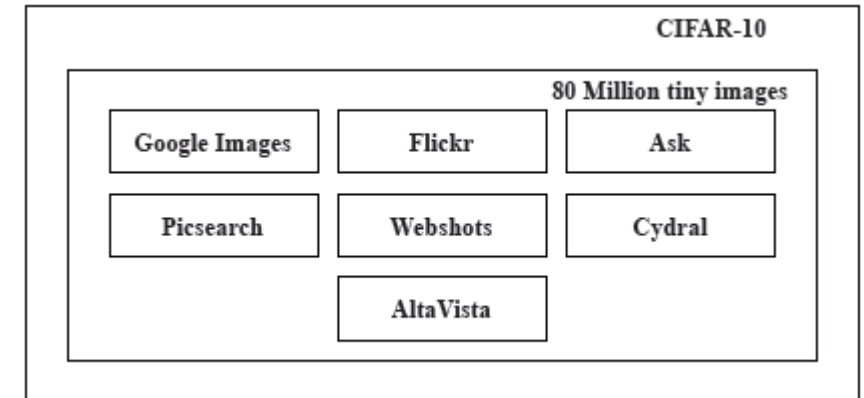 CIFAR-10
80 Million tiny images
Google Images
Flickr
Ask
Picsearch
Webshots
Cydral
AltaVista